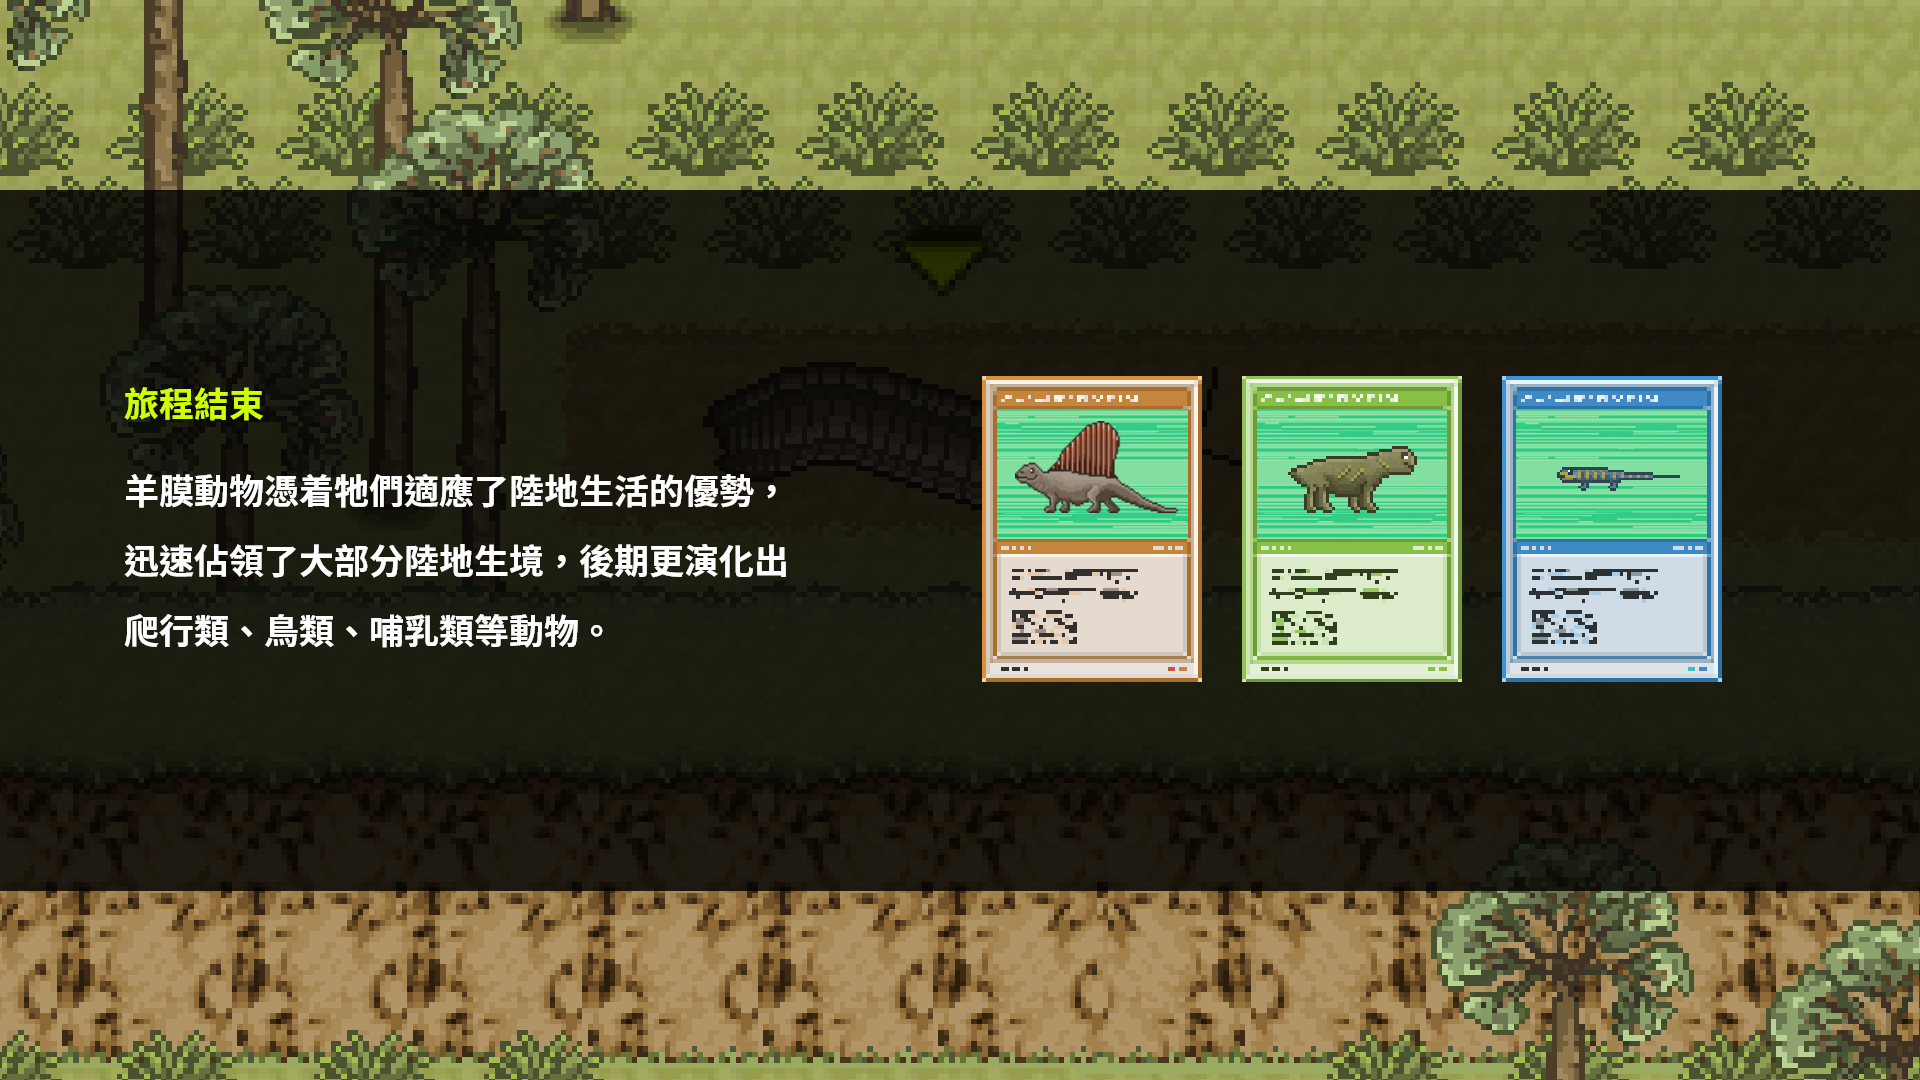 旅程結束
羊膜動物憑着牠們適應了陸地生活的優勢，
迅速佔領了大部分陸地生境，後期更演化出
爬行類、鳥類、哺乳類等動物。